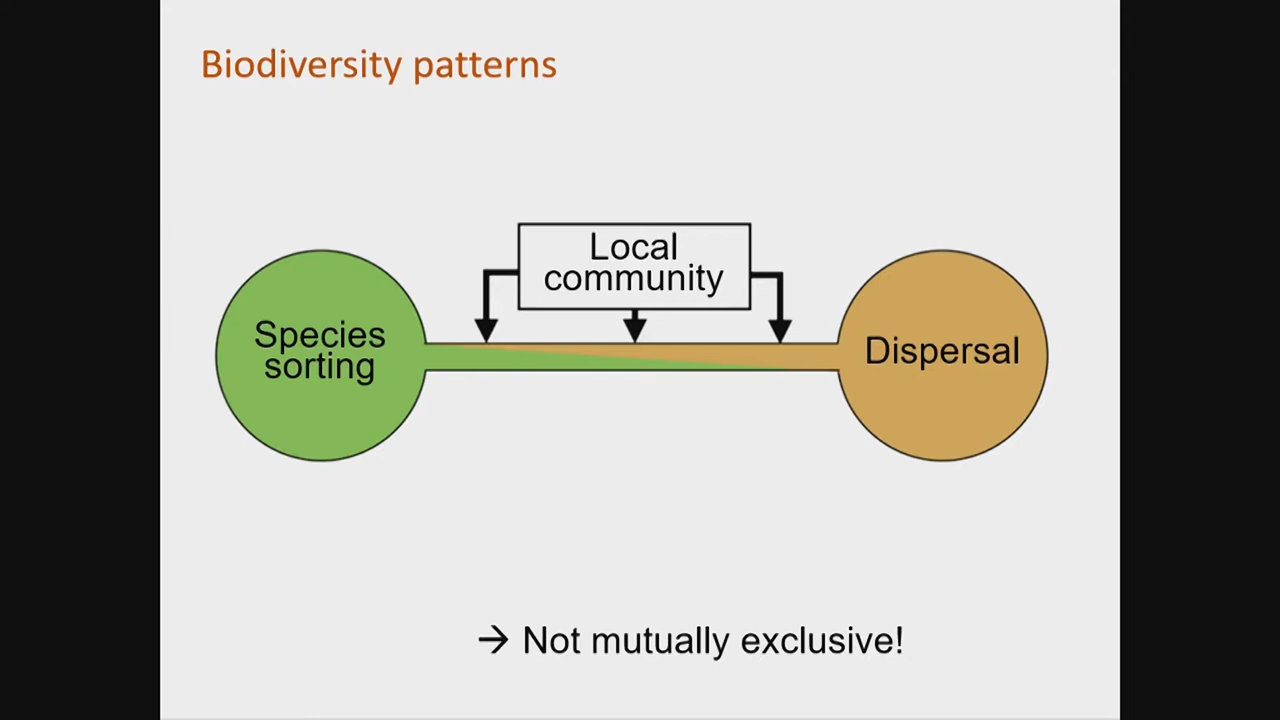 Biodiversity patterns
Local
community
Species
sorting
Dispersal
→ Not mutually exclusive!